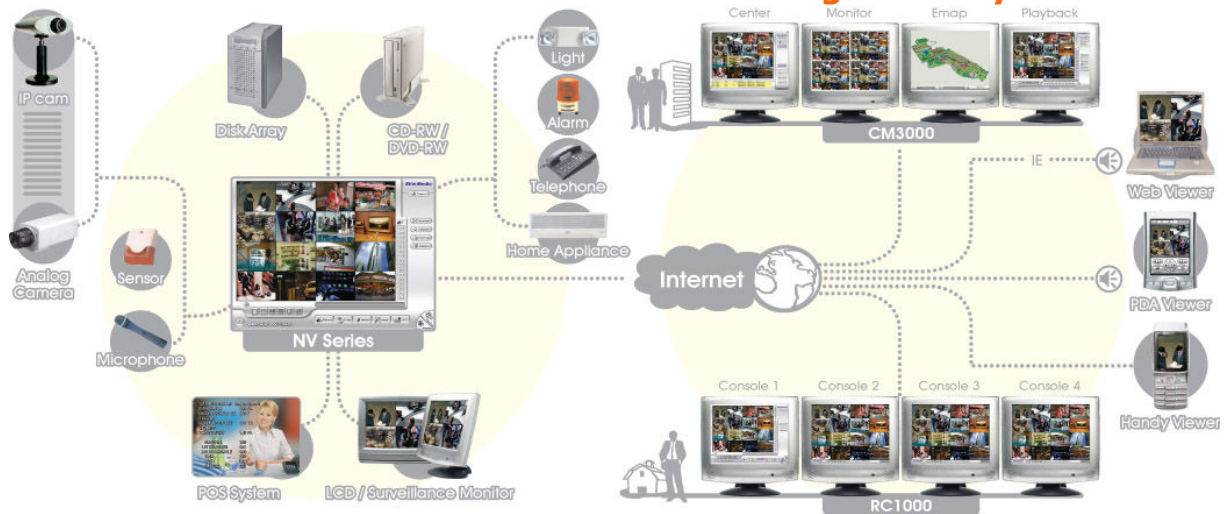 Center
Monitor
Emap
Playback
IP cam
Light
Disk Array
CD-RW /
DVD-RW
Alarm
CM3000
Telephone
IE
Web Viewer
Home Appliance
Analog
Camera
Sensor
Internet
PDA Viewer
NV Series
Microphone
Console 1
Console 2
Console 3
Console 4
Handy Viewer
POS System
LCD / Surveillance Monitor
RC1000